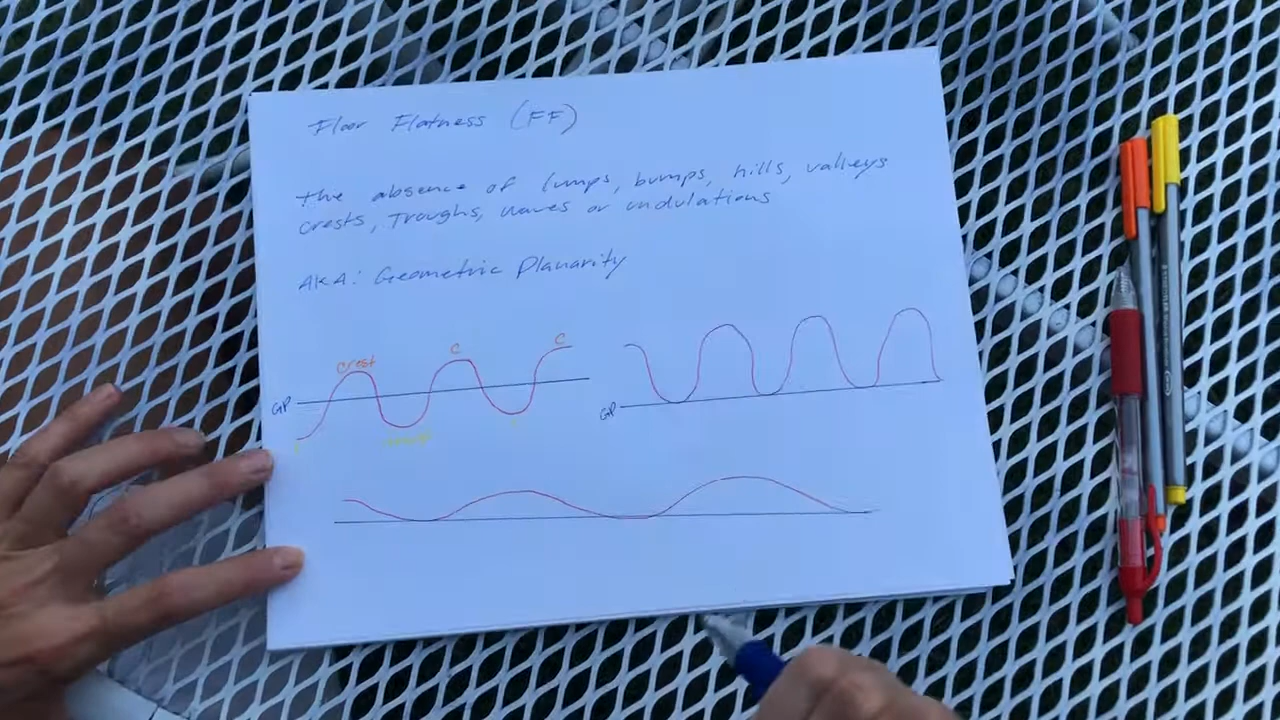 Floor Flatness (FF)
the absence of lumps, bumps, hills, valleys
crests, Troughs, waves or undulations
AKA: Geometric Planarity
crest C C
GP
GP